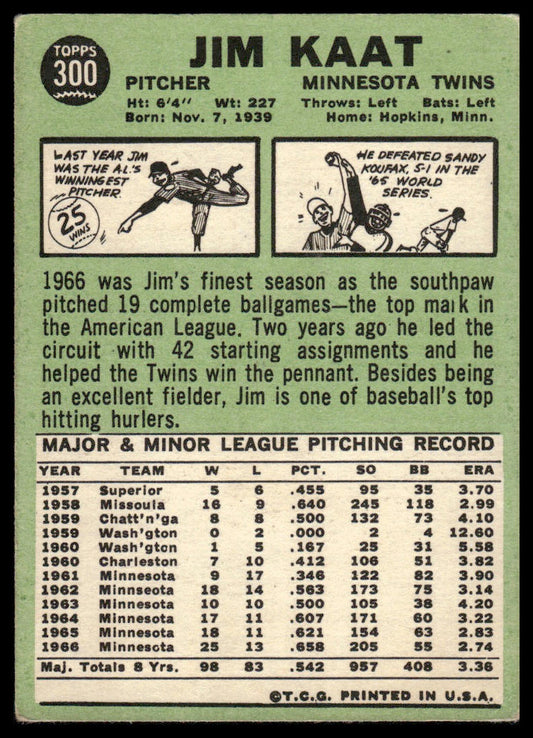 TOPPS
300
JIM KAAT
PITCHER MINNESOTA TWINS
Ht: 6'4" Wt: 227 Throws: Left Bats: Left
Born: Nov. 7, 1939 Home: Hopkins, Minn.
LAST YEAR JIM
WAS THE AL'S
WINNINGEST
PITCHER.
25
WINS
HE DEFEATED SANDY
KOUFAX, 5-1 IN THE
'65 WORLD
SERIES.
1966 was Jim's finest season as the southpaw
pitched 19 complete ballgames—the top mark in
the American League. Two years ago he led the
circuit with 42 starting assignments and he
helped the Twins win the pennant. Besides being
an excellent fielder, Jim is one of baseball's top
hitting hurlers.
MAJOR & MINOR LEAGUE PITCHING RECORD
YEAR TEAM W L PCT. SO BB ERA
1957 Superior 5 6 .455 95 35 3.70
1958 Missoula 16 9 .640 245 118 2.99
1959 Chatt'n'ga 8 8 .500 132 73 4.10
1959 Wash'gton 0 2 .000 2 4 12.60
1960 Wash'gton 1 5 .167 25 31 5.58
1960 Charleston 7 10 .412 106 51 3.82
1961 Minnesota 9 17 .346 122 82 3.90
1962 Minnseota 18 14 .563 173 75 3.14
1963 Minnesota 10 10 .500 105 38 4.20
1964 Minnesota 17 11 .607 171 60 3.22
1965 Minnesota 18 11 .621 154 63 2.83
1966 Minnesota 25 13 .658 205 55 2.74
Maj. Totals 8 Yrs. 98 83 .542 957 408 3.36
©T.C.G. PRINTED IN U.S.A.